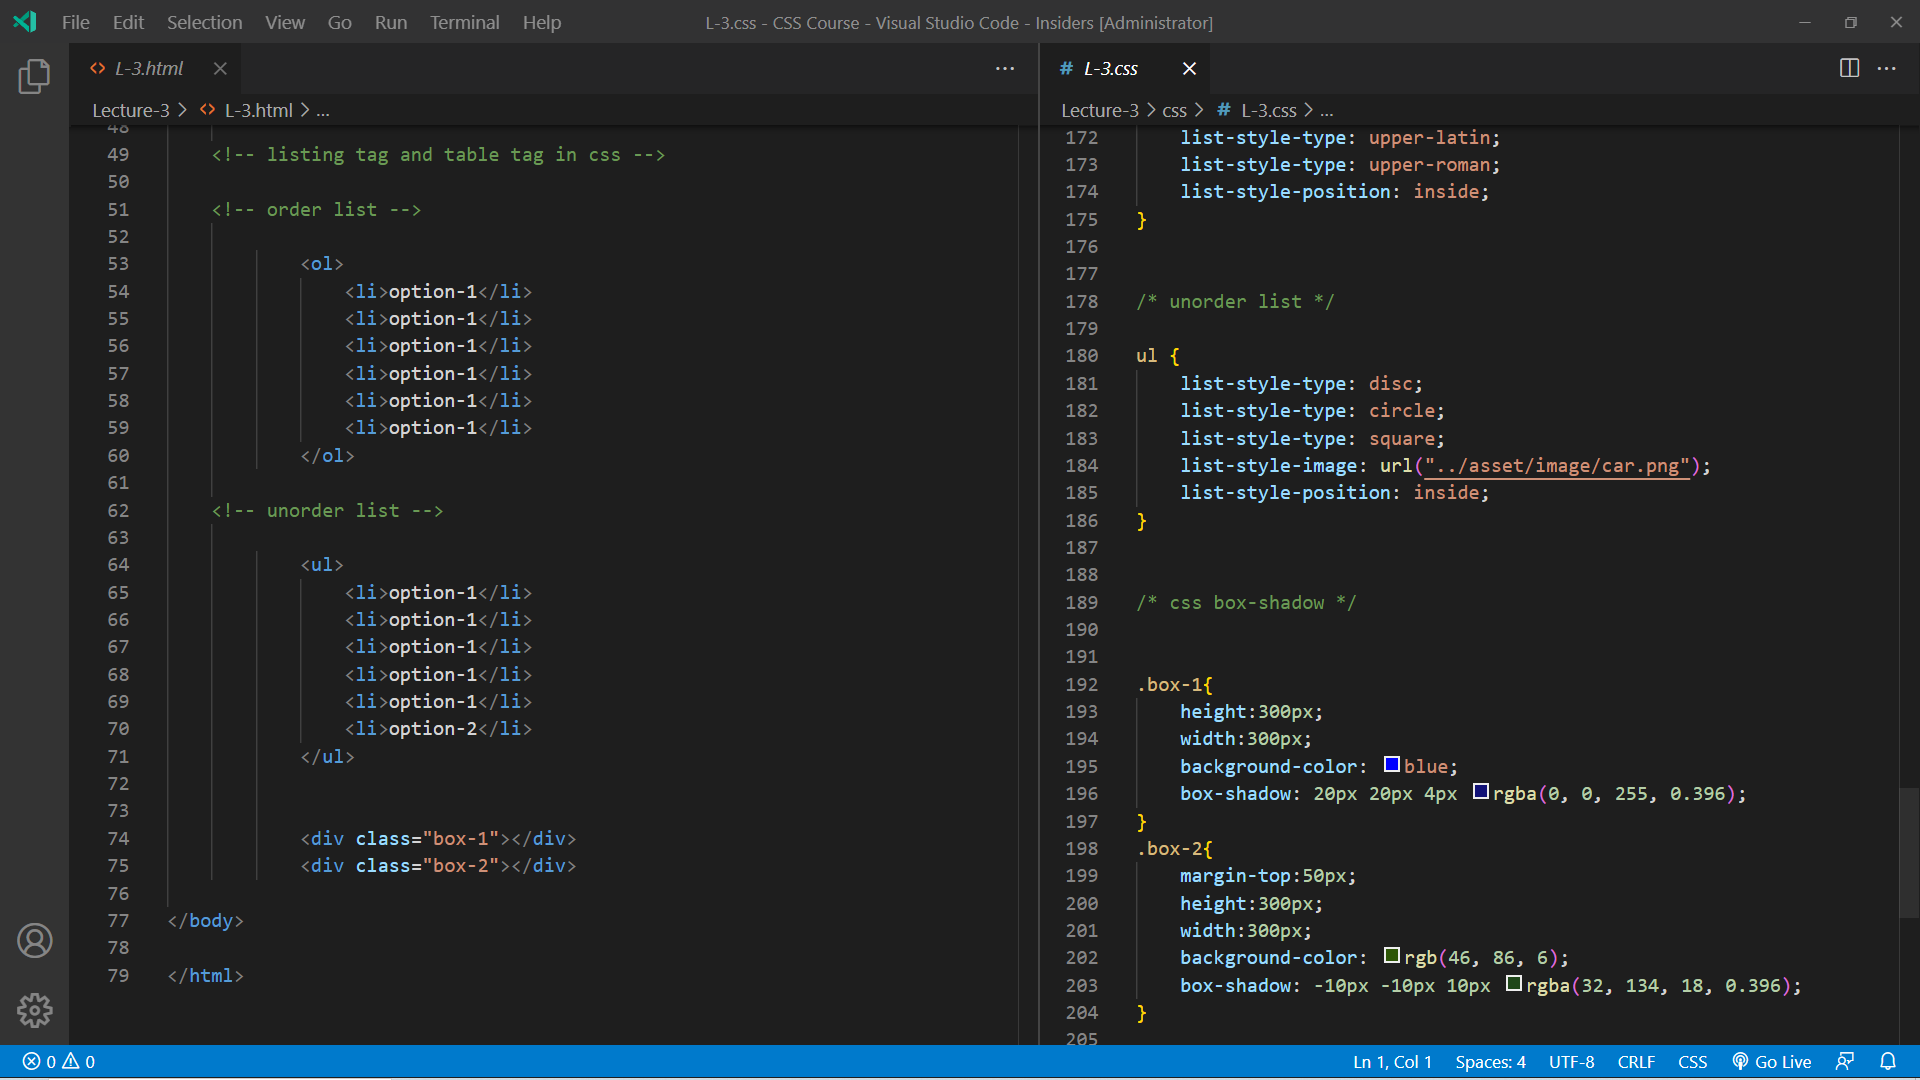 File Edit Selection View Go Run Terminal Help
L-3.css - CSS Course - Visual Studio Code - Insiders [Administrator]
L-3.html
Lecture-3 > L-3.html > ...
48
49 <!-- listing tag and table tag in css -->
50
51 <!-- order list -->
52
53 <ol>
54 <li>option-1</li>
55 <li>option-1</li>
56 <li>option-1</li>
57 <li>option-1</li>
58 <li>option-1</li>
59 <li>option-1</li>
60 </ol>
61
62 <!-- unorder list -->
63
64 <ul>
65 <li>option-1</li>
66 <li>option-1</li>
67 <li>option-1</li>
68 <li>option-1</li>
69 <li>option-1</li>
70 <li>option-2</li>
71 </ul>
72
73
74 <div class="box-1"></div>
75 <div class="box-2"></div>
76
77 </body>
78
79 </html>
# L-3.css
Lecture-3 > css > # L-3.css > ...
172 list-style-type: upper-latin;
173 list-style-type: upper-roman;
174 list-style-position: inside;
175 }
176
177
178 /* unorder list */
179
180 ul {
181 list-style-type: disc;
182 list-style-type: circle;
183 list-style-type: square;
184 list-style-image: url("../asset/image/car.png");
185 list-style-position: inside;
186 }
187
188
189 /* css box-shadow */
190
191
192 .box-1{
193 height:300px;
194 width:300px;
195 background-color: blue;
196 box-shadow: 20px 20px 4px rgba(0, 0, 255, 0.396);
197 }
198 .box-2{
199 margin-top:50px;
200 height:300px;
201 width:300px;
202 background-color: rgb(46, 86, 6);
203 box-shadow: -10px -10px 10px rgba(32, 134, 18, 0.396);
204 }
205
0 0
Ln 1, Col 1 Spaces: 4 UTF-8 CRLF CSS Go Live